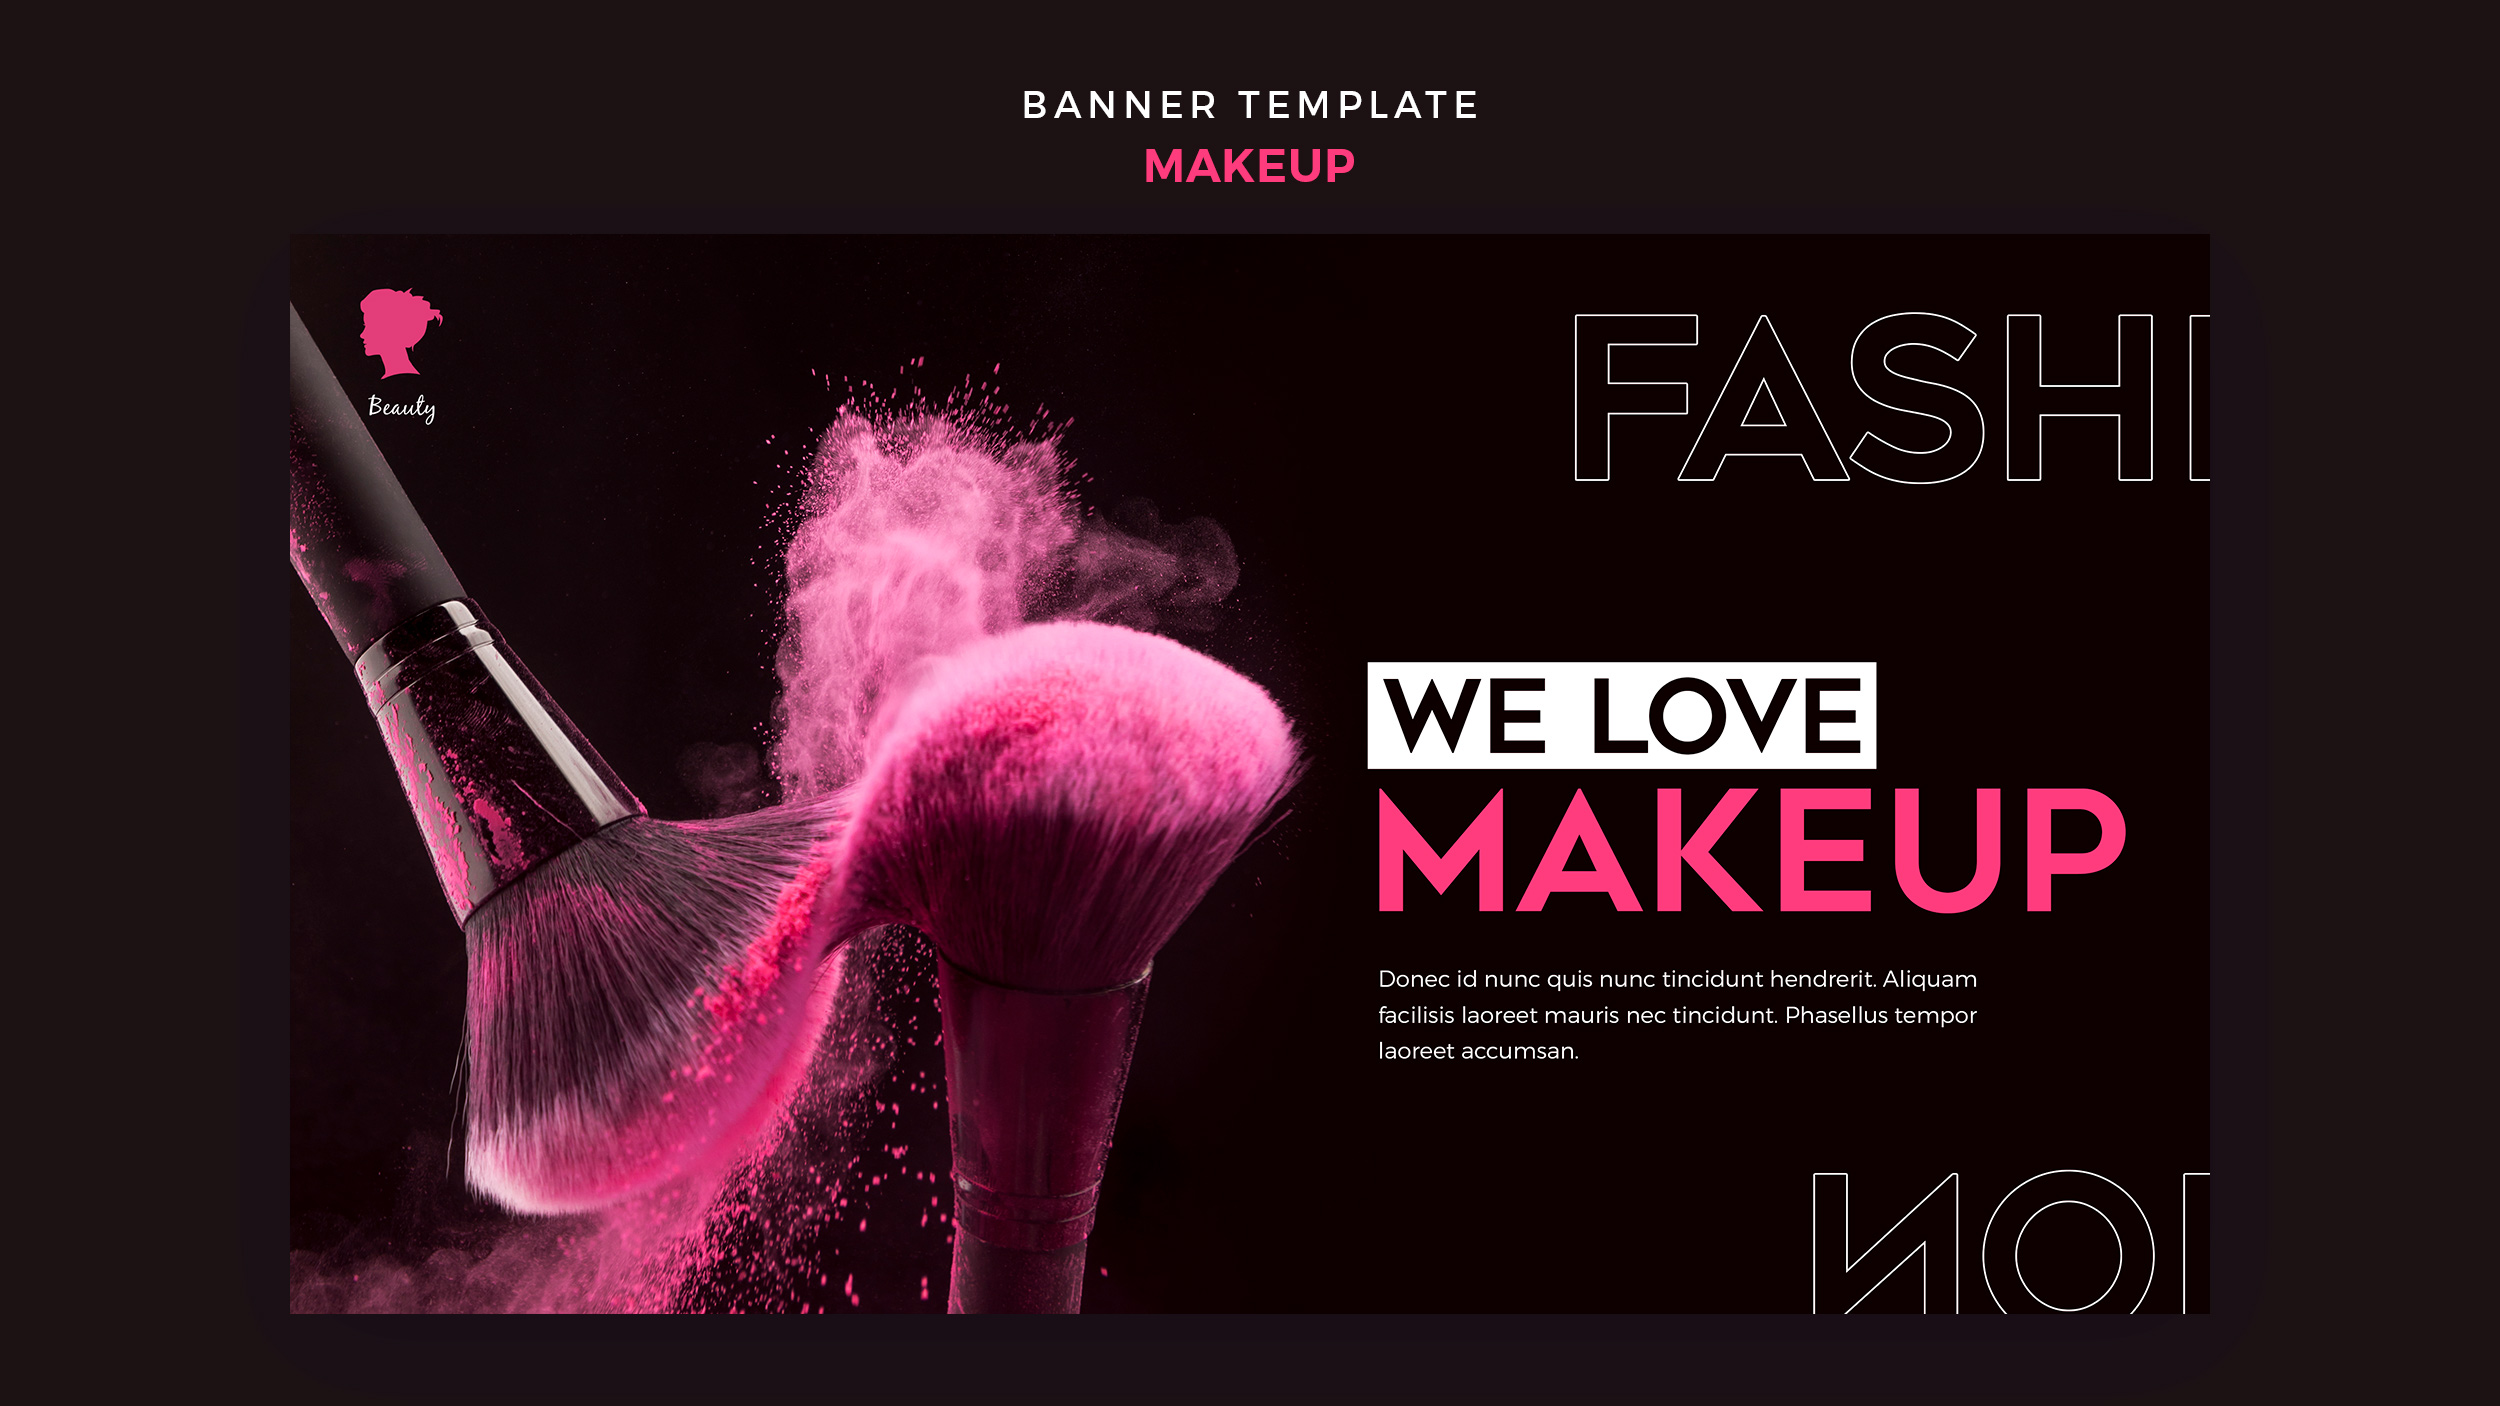 BANNER TEMPLATE
MAKEUP
Beauty
FASHI
WE LOVE
MAKEUP
Donec id nunc quis nunc tincidunt hendrerit. Aliquam
facilisis laoreet mauris nec tincidunt. Phasellus tempor
laoreet accumsan.
NOI